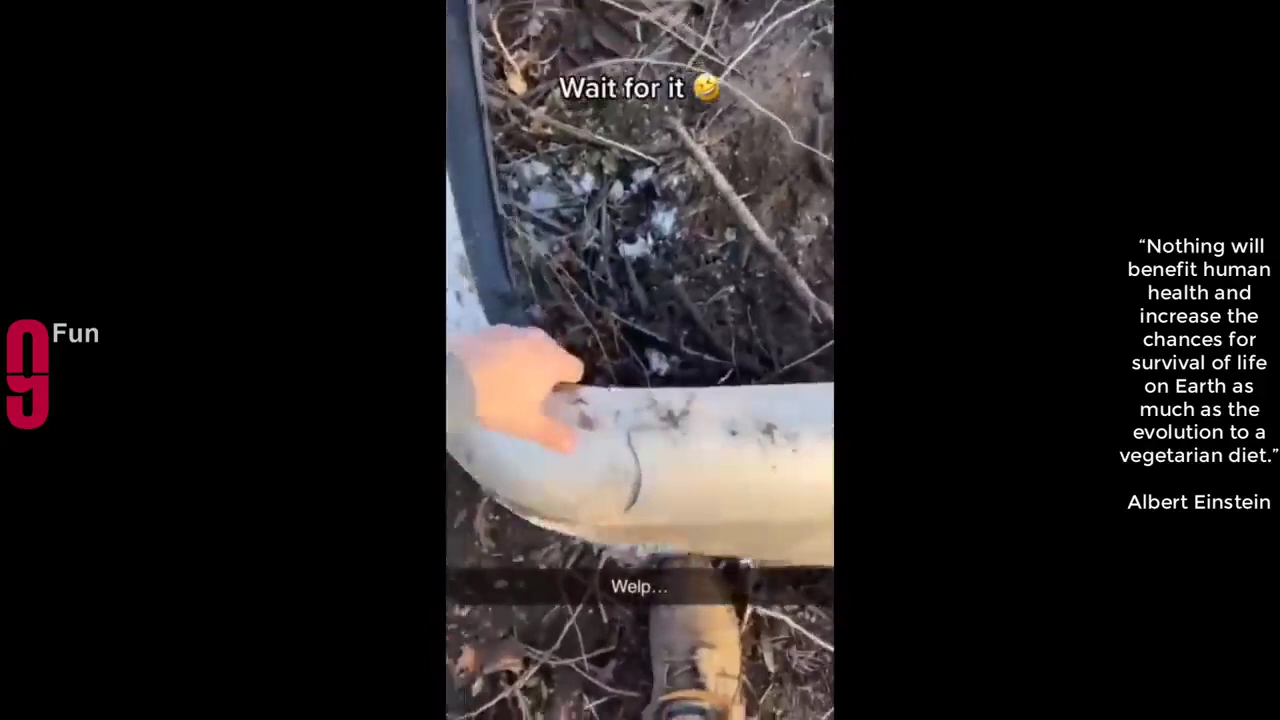 Wait for it 🤣
Welp...
9 Fun
“Nothing will
benefit human
health and
increase the
chances for
survival of life
on Earth as
much as the
evolution to a
vegetarian diet.”
Albert Einstein